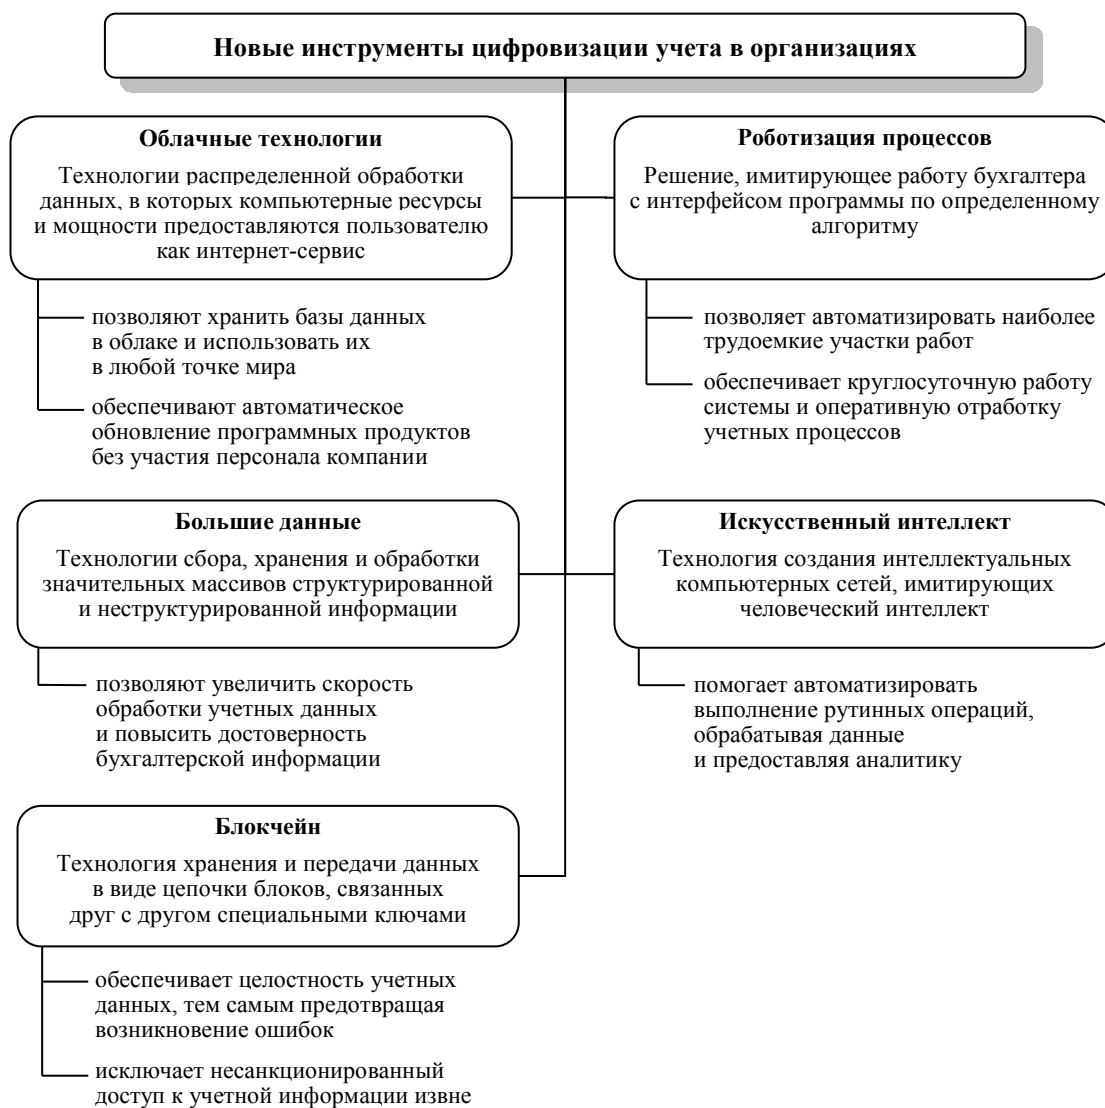 Новые инструменты цифровизации учета в организациях
Облачные технологии
Технологии распределенной обработки
данных, в которых компьютерные ресурсы
и мощности предоставляются пользователю
как интернет-сервис
позволяют хранить базы данных
в облаке и использовать их
в любой точке мира
обеспечивают автоматическое
обновление программных продуктов
без участия персонала компании
Роботизация процессов
Решение, имитирующее работу бухгалтера
с интерфейсом программы по определенному
алгоритму
позволяет автоматизировать наиболее
трудоемкие участки работ
обеспечивает круглосуточную работу
системы и оперативную отработку
учетных процессов
Большие данные
Технологии сбора, хранения и обработки
значительных массивов структурированной
и неструктурированной информации
позволяют увеличить скорость
обработки учетных данных
и повысить достоверность
бухгалтерской информации
Искусственный интеллект
Технология создания интеллектуальных
компьютерных сетей, имитирующих
человеческий интеллект
помогает автоматизировать
выполнение рутинных операций,
обрабатывая данные
и предоставляя аналитику
Блокчейн
Технология хранения и передачи данных
в виде цепочки блоков, связанных
друг с другом специальными ключами
обеспечивает целостность учетных
данных, тем самым предотвращая
возникновение ошибок
исключает несанкционированный
доступ к учетной информации извне